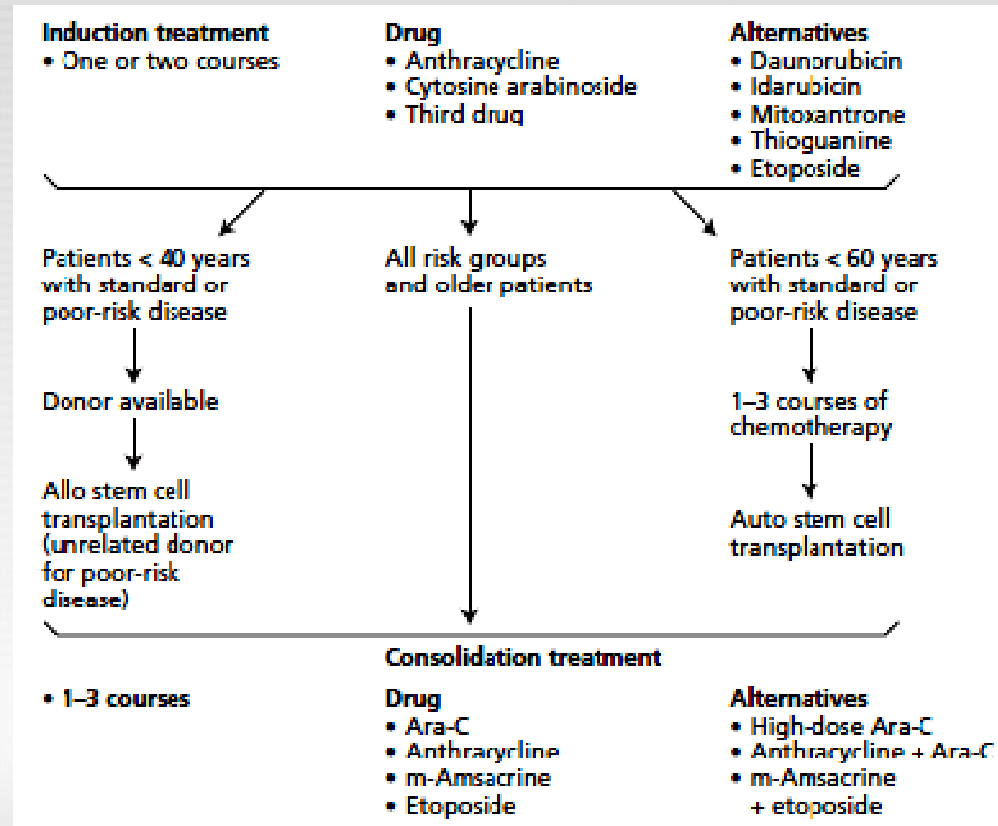 Induction treatment
• One or two courses
Drug
• Anthracycline
• Cytosine arabinoside
• Third drug
Alternatives
• Daunorubicin
• Idarubicin
• Mitoxantrone
• Thioguanine
• Etoposide
Patients < 40 years
with standard or
poor-risk disease
All risk groups
and older patients
Patients < 60 years
with standard or
poor-risk disease
Donor available
1–3 courses of
chemotherapy
Allo stem cell
transplantation
(unrelated donor
for poor-risk
disease)
Auto stem cell
transplantation
Consolidation treatment
• 1–3 courses
Drug
• Ara-C
• Anthracycline
• m-Amsacrine
• Etoposide
Alternatives
• High-dose Ara-C
• Anthracycline + Ara-C
• m-Amsacrine
+ etoposide